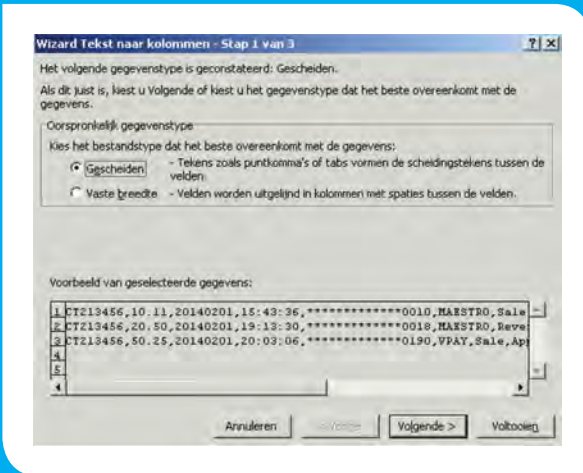 Wizard Tekst naar kolommen - Stap 1 van 3
Het volgende gegevenstype is geconstateerd: Gescheiden.
Als dit juist is, kiest u Volgende of kiest u het gegevenstype dat het beste overeenkomt met de
gegevens.
Oorspronkelijk gegevenstype
Kies het bestandstype dat het beste overeenkomt met de gegevens:
Gescheiden - Tekens zoals puntkomma's of tabs vormen de scheidingstekens tussen de
velden.
Vaste breedte - Velden worden uitgelijnd in kolommen met spaties tussen de velden.
Voorbeeld van geselecteerde gegevens:
1 CT213456,10.11,20140201,15:43:36,***************0010,MAESTRO,Sale
2 CT213456,20.50,20140201,19:13:30,***************0018,MAESTRO,Reve
3 CT213456,50.25,20140201,20:03:06,***************0190,VPAY,Sale,App
4
5
Annuleren < Vorige Volgende > Voltooien